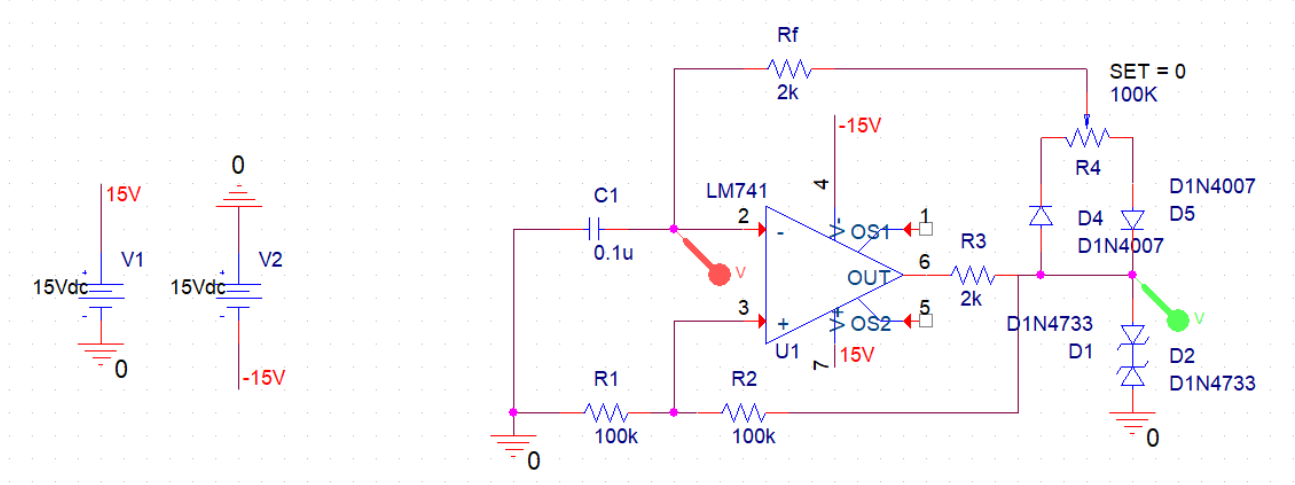 Rf
2k
SET = 0
100K
R4
-15V
4
LM741
C1
0.1u
2
-
V-
OS1
1
D4
D1N4007
D1N4007
D5
R3
2k
6
OUT
V
3
+
V+
OS2
5
U1
7
15V
D1N4733
D1
D2
D1N4733
V
0
R1
100k
R2
100k
0
15V
V1
15Vdc
+
-
0
0
V2
15Vdc
+
-
-15V